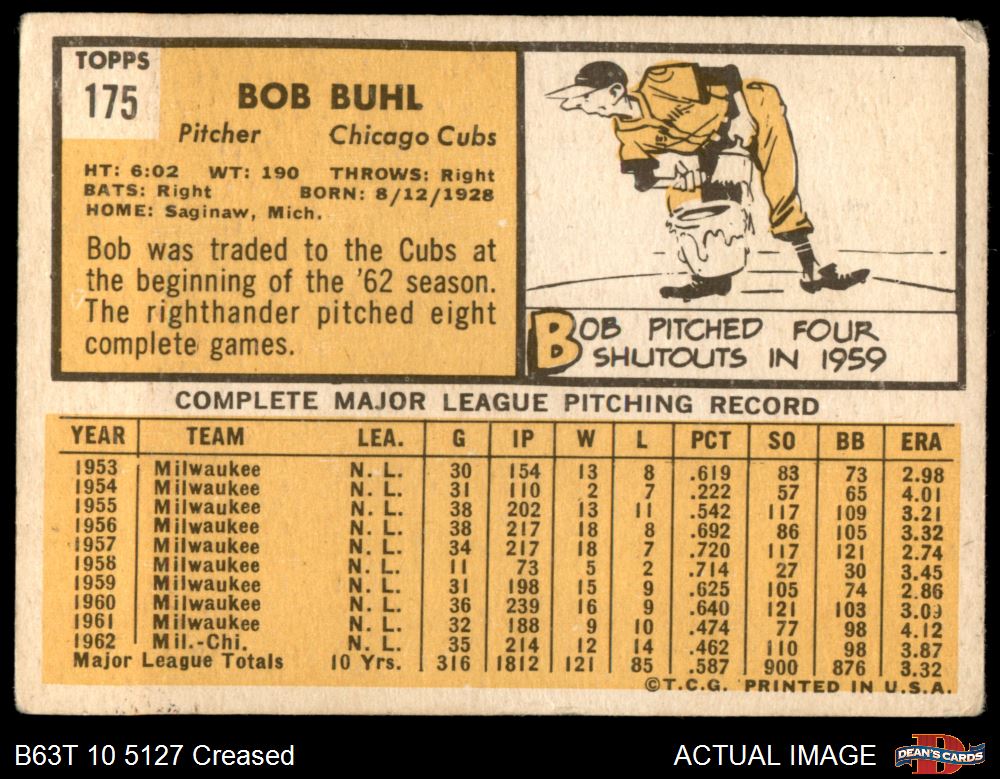 TOPPS
175
BOB BUHL
Pitcher Chicago Cubs
HT: 6:02 WT: 190 THROWS: Right
BATS: Right BORN: 8/12/1928
HOME: Saginaw, Mich.
Bob was traded to the Cubs at
the beginning of the '62 season.
The righthander pitched eight
complete games.
BOB PITCHED FOUR
SHUTOUTS IN 1959
COMPLETE MAJOR LEAGUE PITCHING RECORD
YEAR TEAM LEA. G IP W L PCT SO BB ERA
1953 Milwaukee N. L. 30 154 13 8 .619 83 73 2.98
1954 Milwaukee N. L. 31 110 2 7 .222 57 65 4.01
1955 Milwaukee N. L. 38 202 13 11 .542 117 109 3.21
1956 Milwaukee N. L. 38 217 18 8 .692 86 105 3.32
1957 Milwaukee N. L. 34 217 18 7 .720 117 121 2.74
1958 Milwaukee N. L. 11 73 5 2 .714 27 30 3.45
1959 Milwaukee N. L. 31 198 15 9 .625 105 74 2.86
1960 Milwaukee N. L. 36 239 16 9 .640 121 103 3.09
1961 Milwaukee N. L. 32 188 9 10 .474 77 98 4.12
1962 Mil.-Chi. N. L. 35 214 12 14 .462 110 98 3.87
Major League Totals 10 Yrs. 316 1812 121 85 .587 900 876 3.32
©T.C.G. PRINTED IN U.S.A.
B63T 10 5127 Creased ACTUAL IMAGE DEAN'S CARDS